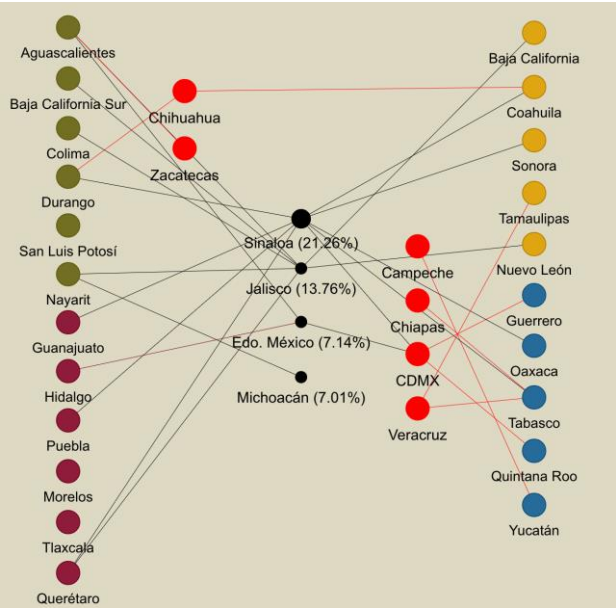 Aguascalientes
Baja California Sur
Colima
Durango
San Luis Potosí
Nayarit
Guanajuato
Hidalgo
Puebla
Morelos
Tlaxcala
Querétaro
Chihuahua
Zacatecas
Sinaloa (21.26%)
Jalisco (13.76%)
Edo. México (7.14%)
Michoacán (7.01%)
Campeche
Chiapas
CDMX
Veracruz
Baja California
Coahuila
Sonora
Tamaulipas
Nuevo León
Guerrero
Oaxaca
Tabasco
Quintana Roo
Yucatán